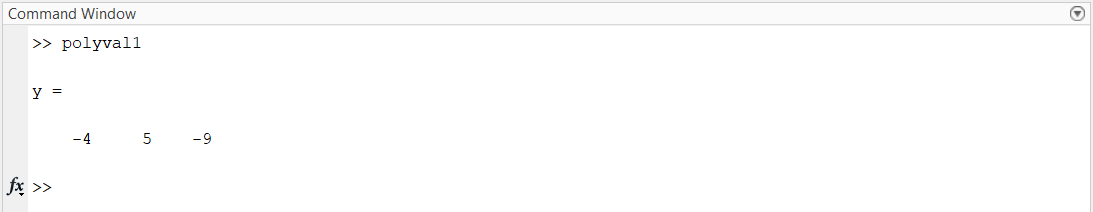 Command Window
>> polyval1
y =
-4 5 -9
fx >>